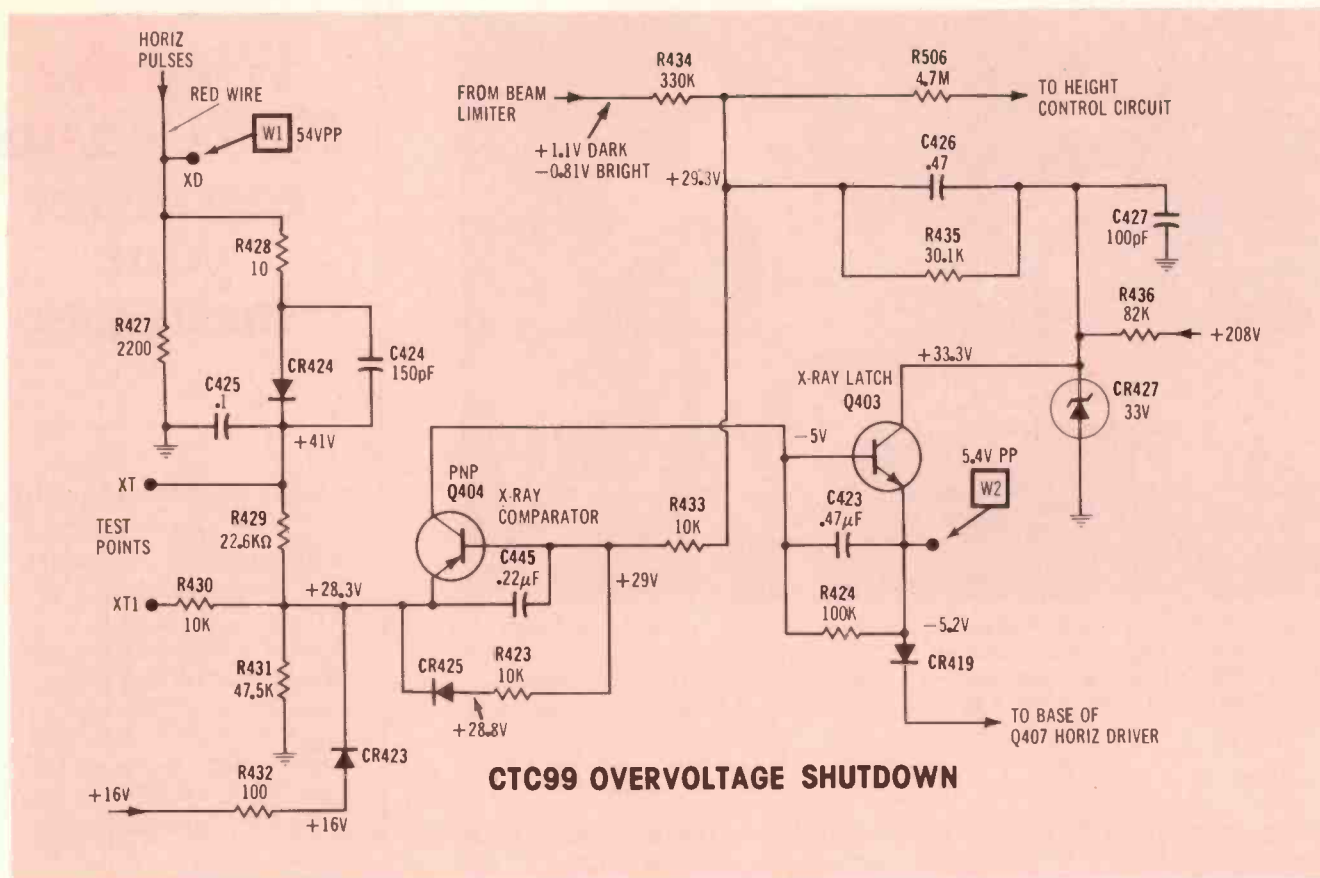 HORIZ
PULSES
RED WIRE
W1 54VPP
XD
R428
10
R427
2200
CR424
C424
150pF
C425
.1
+41V
XT
TEST
POINTS
R429
22.6KΩ
XT1
R430
10K
+28.3V
R431
47.5K
+16V
R432
100
+16V
CR423
FROM BEAM
LIMITER
R434
330K
+1.1V DARK
−0.81V BRIGHT
R506
4.7M
TO HEIGHT
CONTROL CIRCUIT
+29.3V
C426
.47
R435
30.1K
C427
100pF
R436
82K
+208V
+33.3V
CR427
33V
X-RAY LATCH
Q403
−5V
5.4V PP
W2
C423
.47µF
R424
100K
−5.2V
CR419
TO BASE OF
Q407 HORIZ DRIVER
PNP
Q404
X-RAY
COMPARATOR
R433
10K
C445
.22µF
+29V
CR425
R423
10K
+28.8V
CTC99 OVERVOLTAGE SHUTDOWN